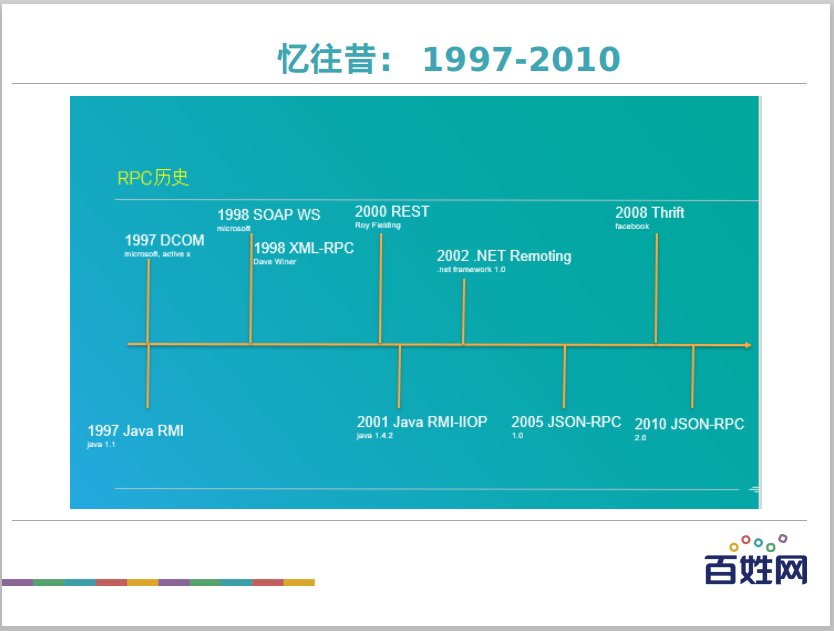 忆往昔： 1997-2010
RPC历史
1998 SOAP WS
microsoft
2000 REST
Roy Fielding
2008 Thrift
facebook
1997 DCOM
microsoft, active x
1998 XML-RPC
Dave Winer
2002 .NET Remoting
.net framework 1.0
1997 Java RMI
java 1.1
2001 Java RMI-IIOP
java 1.4.2
2005 JSON-RPC
1.0
2010 JSON-RPC
2.0
百姓网